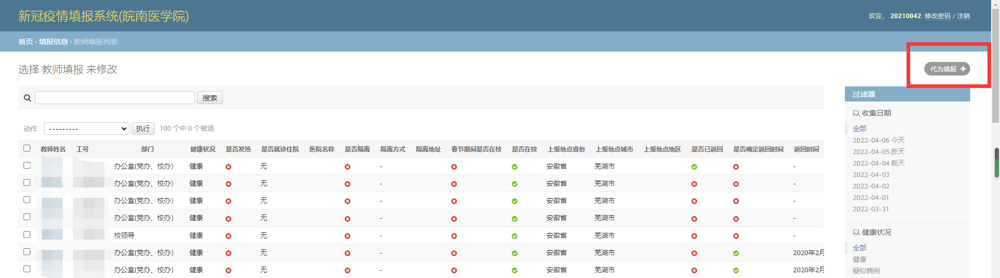 新冠疫情填报系统(皖南医学院)
欢迎， 20210042. 修改密码 / 注销
首页 › 填报信息 › 教师填报列表
选择 教师填报 来修改
代为填报 +
搜索
动作 --------- 执行 100 个中 0 个被选
教师姓名 工号 部门 健康状况 是否发热 是否就诊住院 医院名称 是否隔离 隔离方式 隔离地址 春节期间是否在校 是否在校 上报地点省份 上报地点城市 上报地点地区 是否已返回 是否确定返回时间 返回时间
办公室(党办、校办) 健康 无 - 安徽省 芜湖市 -
办公室(党办、校办) 健康 无 - 安徽省 芜湖市 -
办公室(党办、校办) 健康 无 - 安徽省 芜湖市 -
办公室(党办、校办) 健康 无 - 安徽省 芜湖市 -
校领导 健康 无 - 安徽省 芜湖市 -
办公室(党办、校办) 健康 无 - 安徽省 芜湖市 2020年2月
办公室(党办、校办) 健康 无 - 安徽省 芜湖市 2020年2月
过滤器
以 收集日期
全部
2022-04-06 今天
2022-04-05 昨天
2022-04-04 前天
2022-04-03
2022-04-02
2022-04-01
2022-03-31
以 健康状况
全部
健康
疑似病例